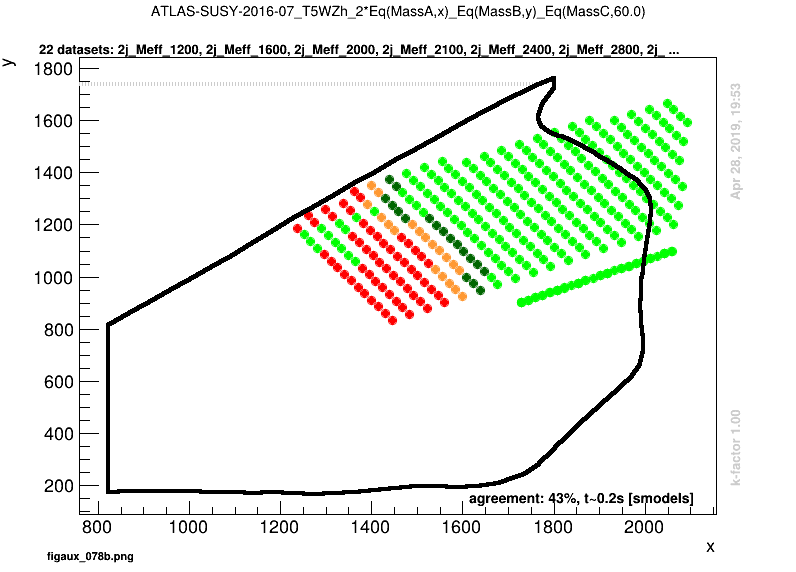 ATLAS-SUSY-2016-07_T5WZh_2*Eq(MassA,x)_Eq(MassB,y)_Eq(MassC,60.0)
22 datasets: 2j_Meff_1200, 2j_Meff_1600, 2j_Meff_2000, 2j_Meff_2100, 2j_Meff_2400, 2j_Meff_2800, 2j_ ...
y
1800
1600
1400
1200
1000
800
600
400
200
800 1000 1200 1400 1600 1800 2000
x
agreement: 43%, t~0.2s [smodels]
Apr 28, 2019, 19:53
k-factor 1.00
figaux_078b.png